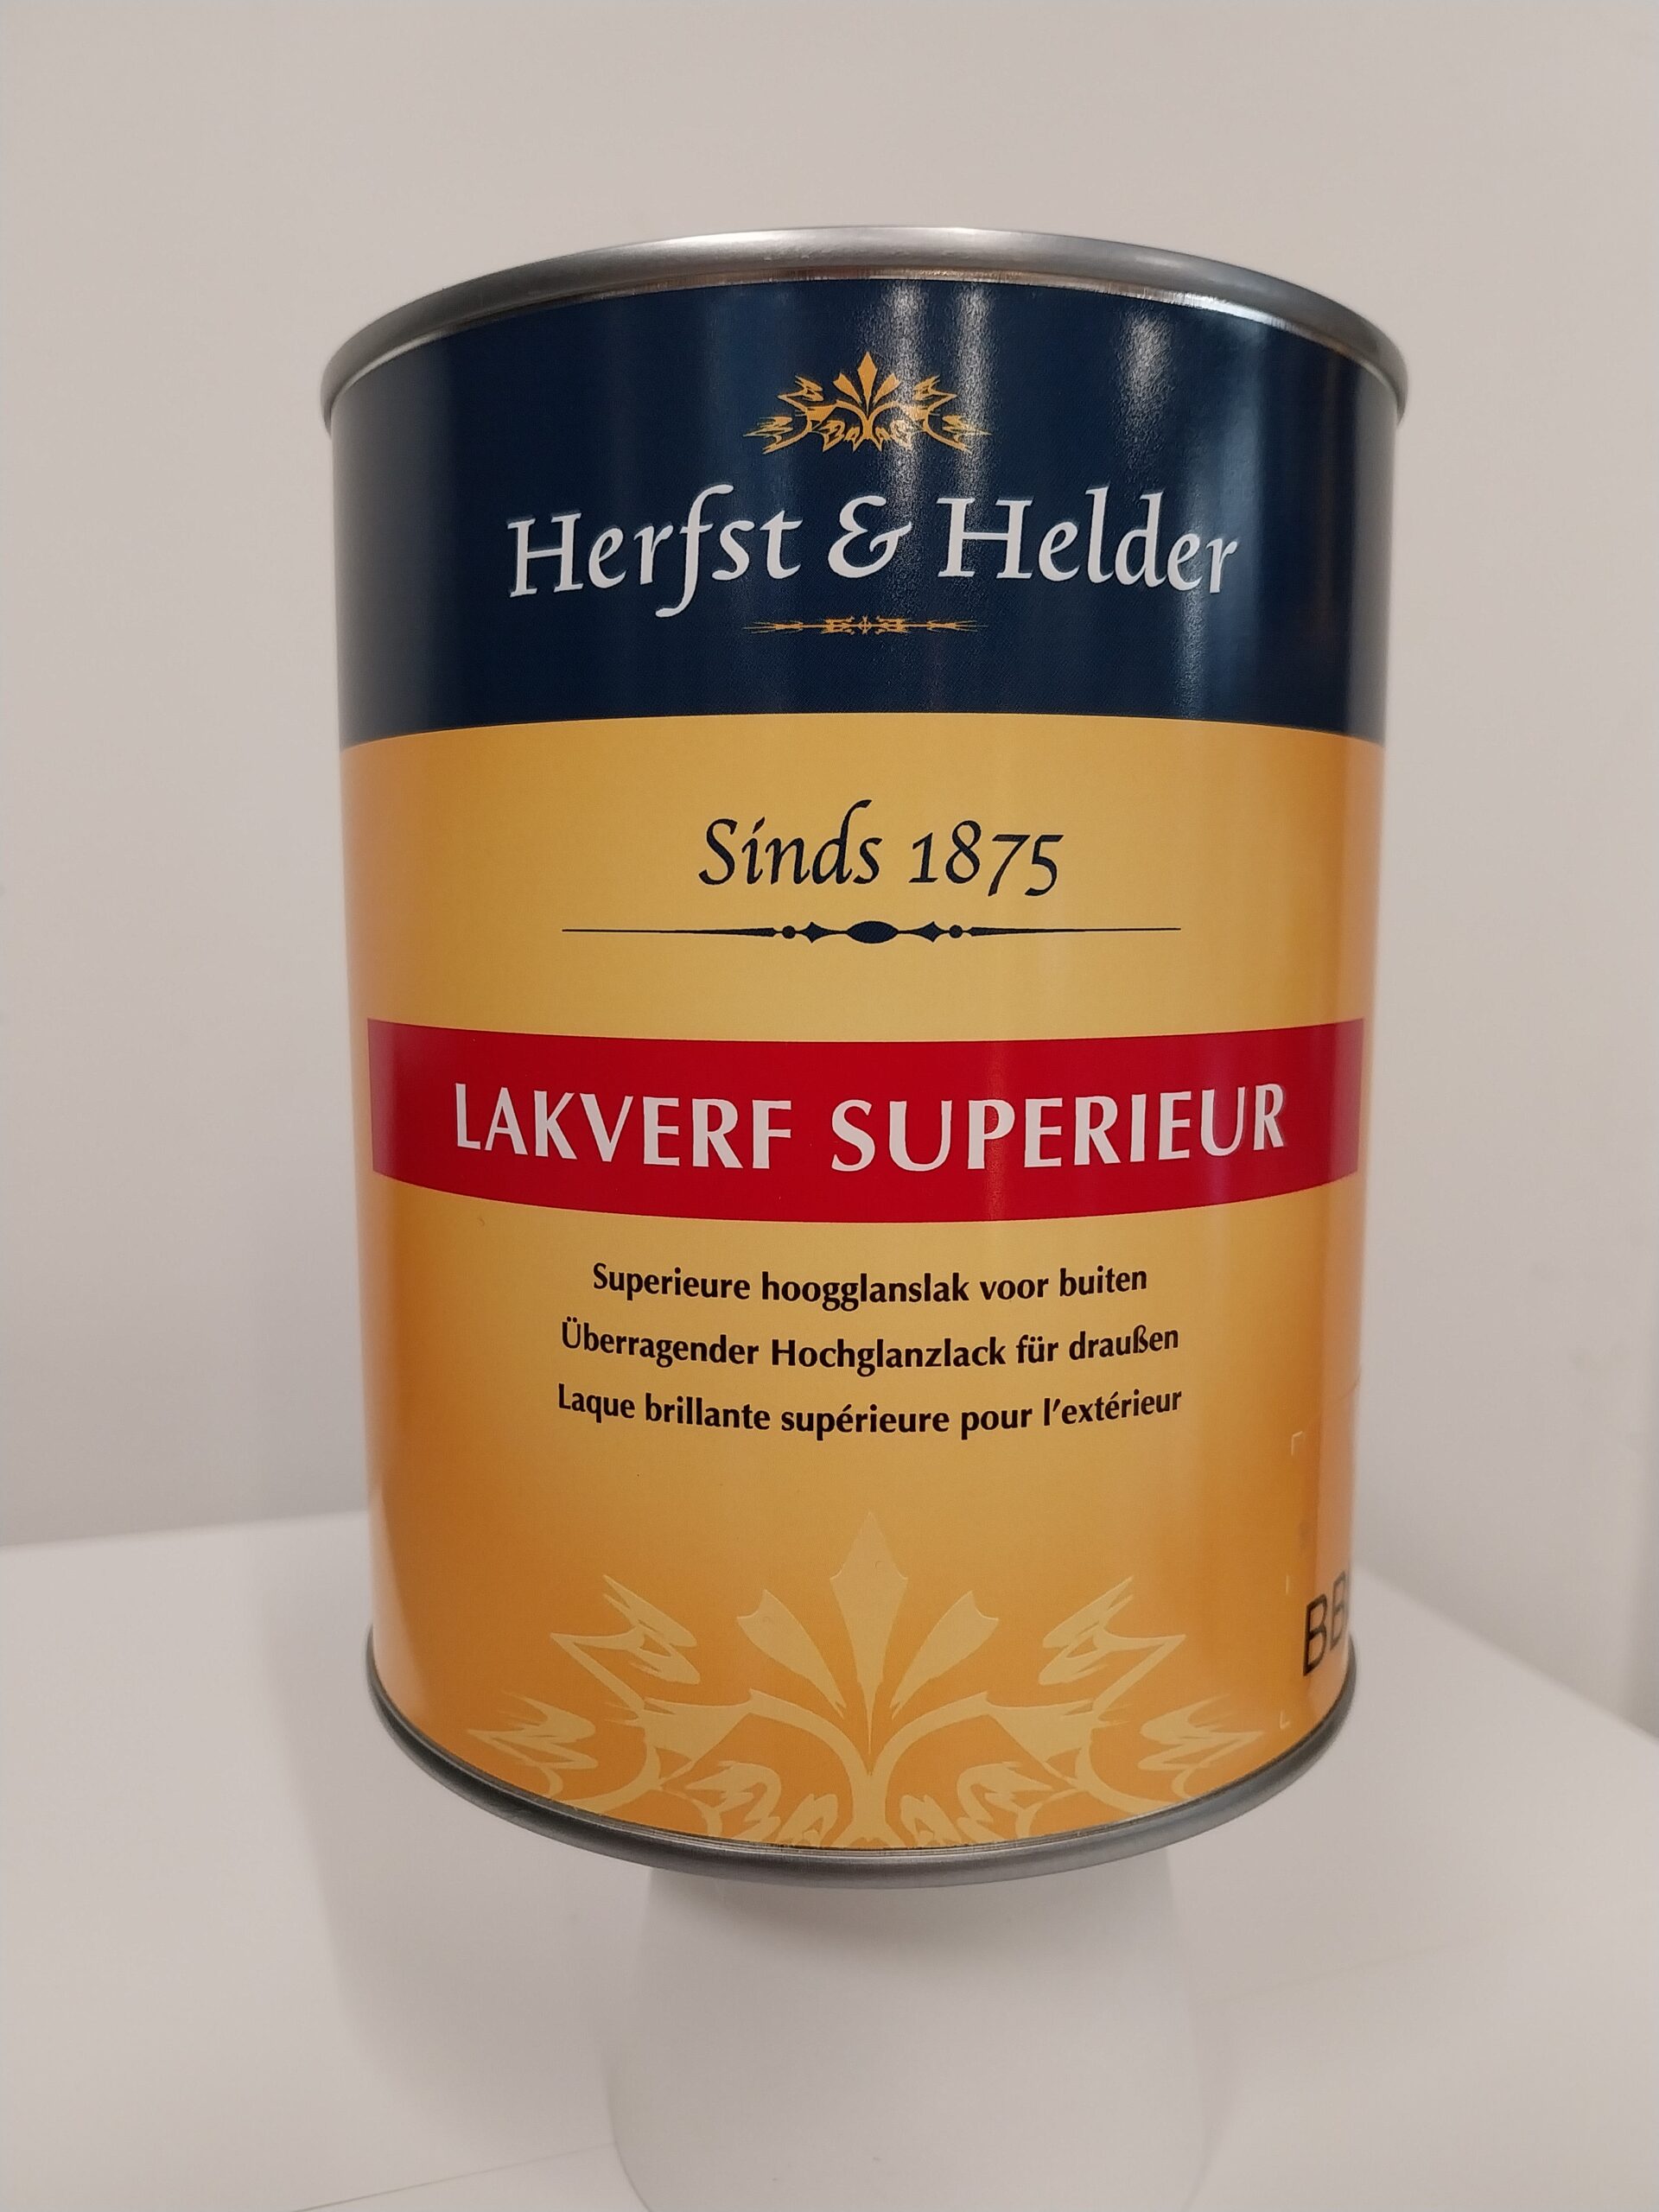 Herfst & Helder
Sinds 1875
LAKVERF SUPERIEUR
Superieure hoogglanslak voor buiten
Überragender Hochglanzlack für draußen
Laque brillante supérieure pour l'extérieur